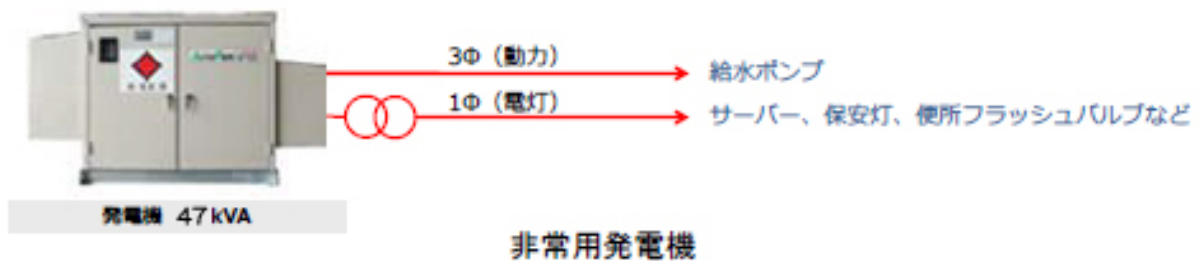 3Φ（動力）
給水ポンプ
1Φ（電灯）
サーバー、保安灯、便所フラッシュバルブなど
発電機 47kVA
非常用発電機